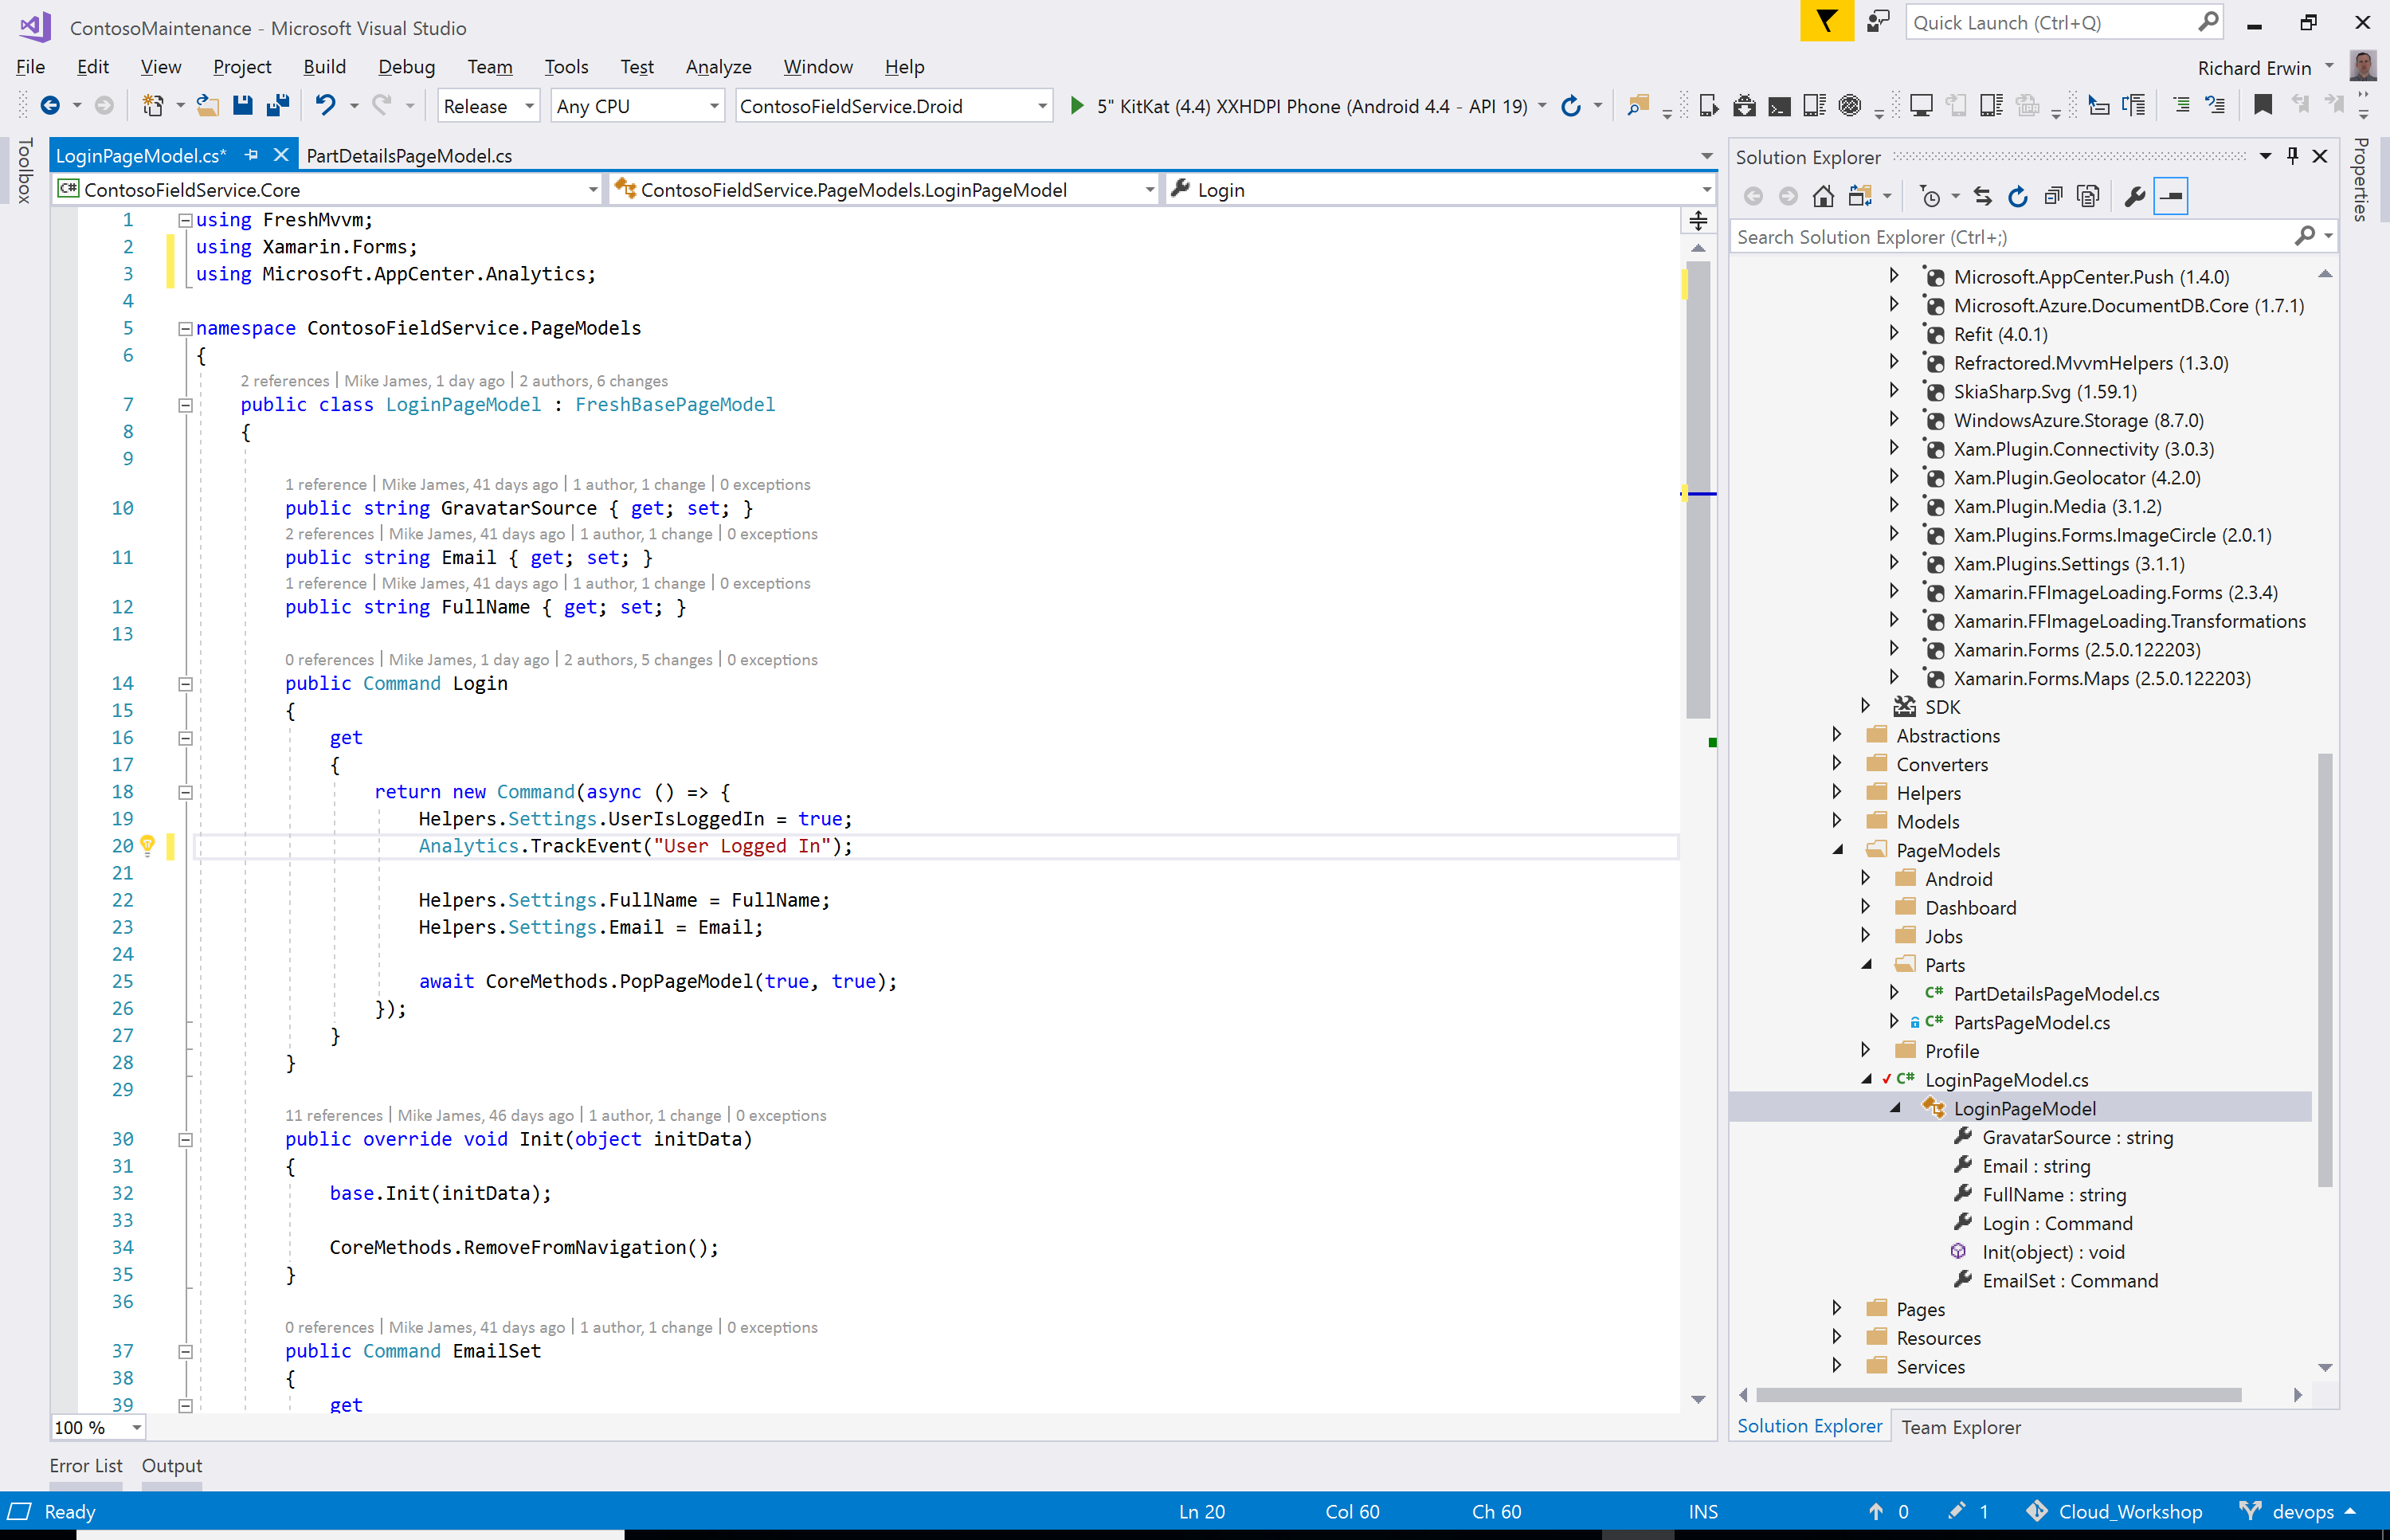 ContosoMaintenance - Microsoft Visual Studio
Quick Launch (Ctrl+Q)
File Edit View Project Build Debug Team Tools Test Analyze Window Help
Richard Erwin
Release Any CPU ContosoFieldService.Droid 5" KitKat (4.4) XXHDPI Phone (Android 4.4 - API 19)
Toolbox
LoginPageModel.cs* PartDetailsPageModel.cs
C# ContosoFieldService.Core ContosoFieldService.PageModels.LoginPageModel Login
1 using FreshMvvm;
2 using Xamarin.Forms;
3 using Microsoft.AppCenter.Analytics;
4
5 namespace ContosoFieldService.PageModels
6 {
2 references | Mike James, 1 day ago | 2 authors, 6 changes
7 public class LoginPageModel : FreshBasePageModel
8 {
9
1 reference | Mike James, 41 days ago | 1 author, 1 change | 0 exceptions
10 public string GravatarSource { get; set; }
2 references | Mike James, 41 days ago | 1 author, 1 change | 0 exceptions
11 public string Email { get; set; }
1 reference | Mike James, 41 days ago | 1 author, 1 change | 0 exceptions
12 public string FullName { get; set; }
13
0 references | Mike James, 1 day ago | 2 authors, 5 changes | 0 exceptions
14 public Command Login
15 {
16 get
17 {
18 return new Command(async () => {
19 Helpers.Settings.UserIsLoggedIn = true;
20 Analytics.TrackEvent("User Logged In");
21
22 Helpers.Settings.FullName = FullName;
23 Helpers.Settings.Email = Email;
24
25 await CoreMethods.PopPageModel(true, true);
26 });
27 }
28 }
29
11 references | Mike James, 46 days ago | 1 author, 1 change | 0 exceptions
30 public override void Init(object initData)
31 {
32 base.Init(initData);
33
34 CoreMethods.RemoveFromNavigation();
35 }
36
0 references | Mike James, 41 days ago | 1 author, 1 change | 0 exceptions
37 public Command EmailSet
38 {
39 get
100 %
Solution Explorer
Properties
Search Solution Explorer (Ctrl+;)
Microsoft.AppCenter.Push (1.4.0)
Microsoft.Azure.DocumentDB.Core (1.7.1)
Refit (4.0.1)
Refractored.MvvmHelpers (1.3.0)
SkiaSharp.Svg (1.59.1)
WindowsAzure.Storage (8.7.0)
Xam.Plugin.Connectivity (3.0.3)
Xam.Plugin.Geolocator (4.2.0)
Xam.Plugin.Media (3.1.2)
Xam.Plugins.Forms.ImageCircle (2.0.1)
Xam.Plugins.Settings (3.1.1)
Xamarin.FFImageLoading.Forms (2.3.4)
Xamarin.FFImageLoading.Transformations
Xamarin.Forms (2.5.0.122203)
Xamarin.Forms.Maps (2.5.0.122203)
SDK
Abstractions
Converters
Helpers
Models
PageModels
Android
Dashboard
Jobs
Parts
C# PartDetailsPageModel.cs
C# PartsPageModel.cs
Profile
C# LoginPageModel.cs
LoginPageModel
GravatarSource : string
Email : string
FullName : string
Login : Command
Init(object) : void
EmailSet : Command
Pages
Resources
Services
Solution Explorer Team Explorer
Error List Output
Ready Ln 20 Col 60 Ch 60 INS 0 1 Cloud_Workshop devops